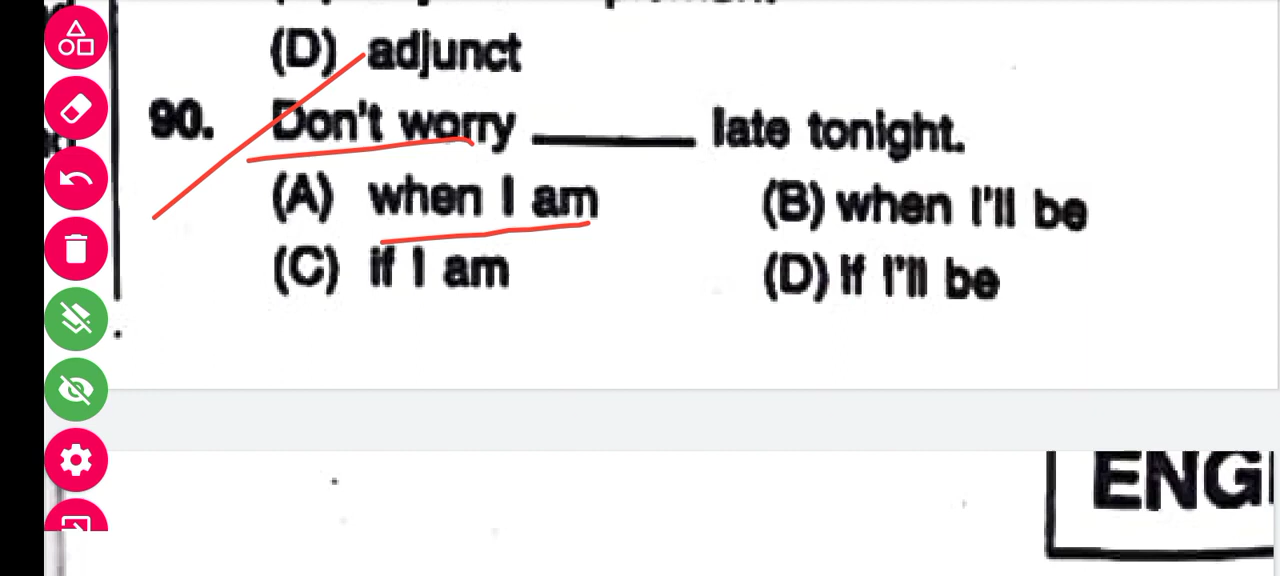 (D) adjunct
90. Don't worry ______ late tonight.
(A) when I am (B) when I'll be
(C) if I am (D) if I'll be
ENG